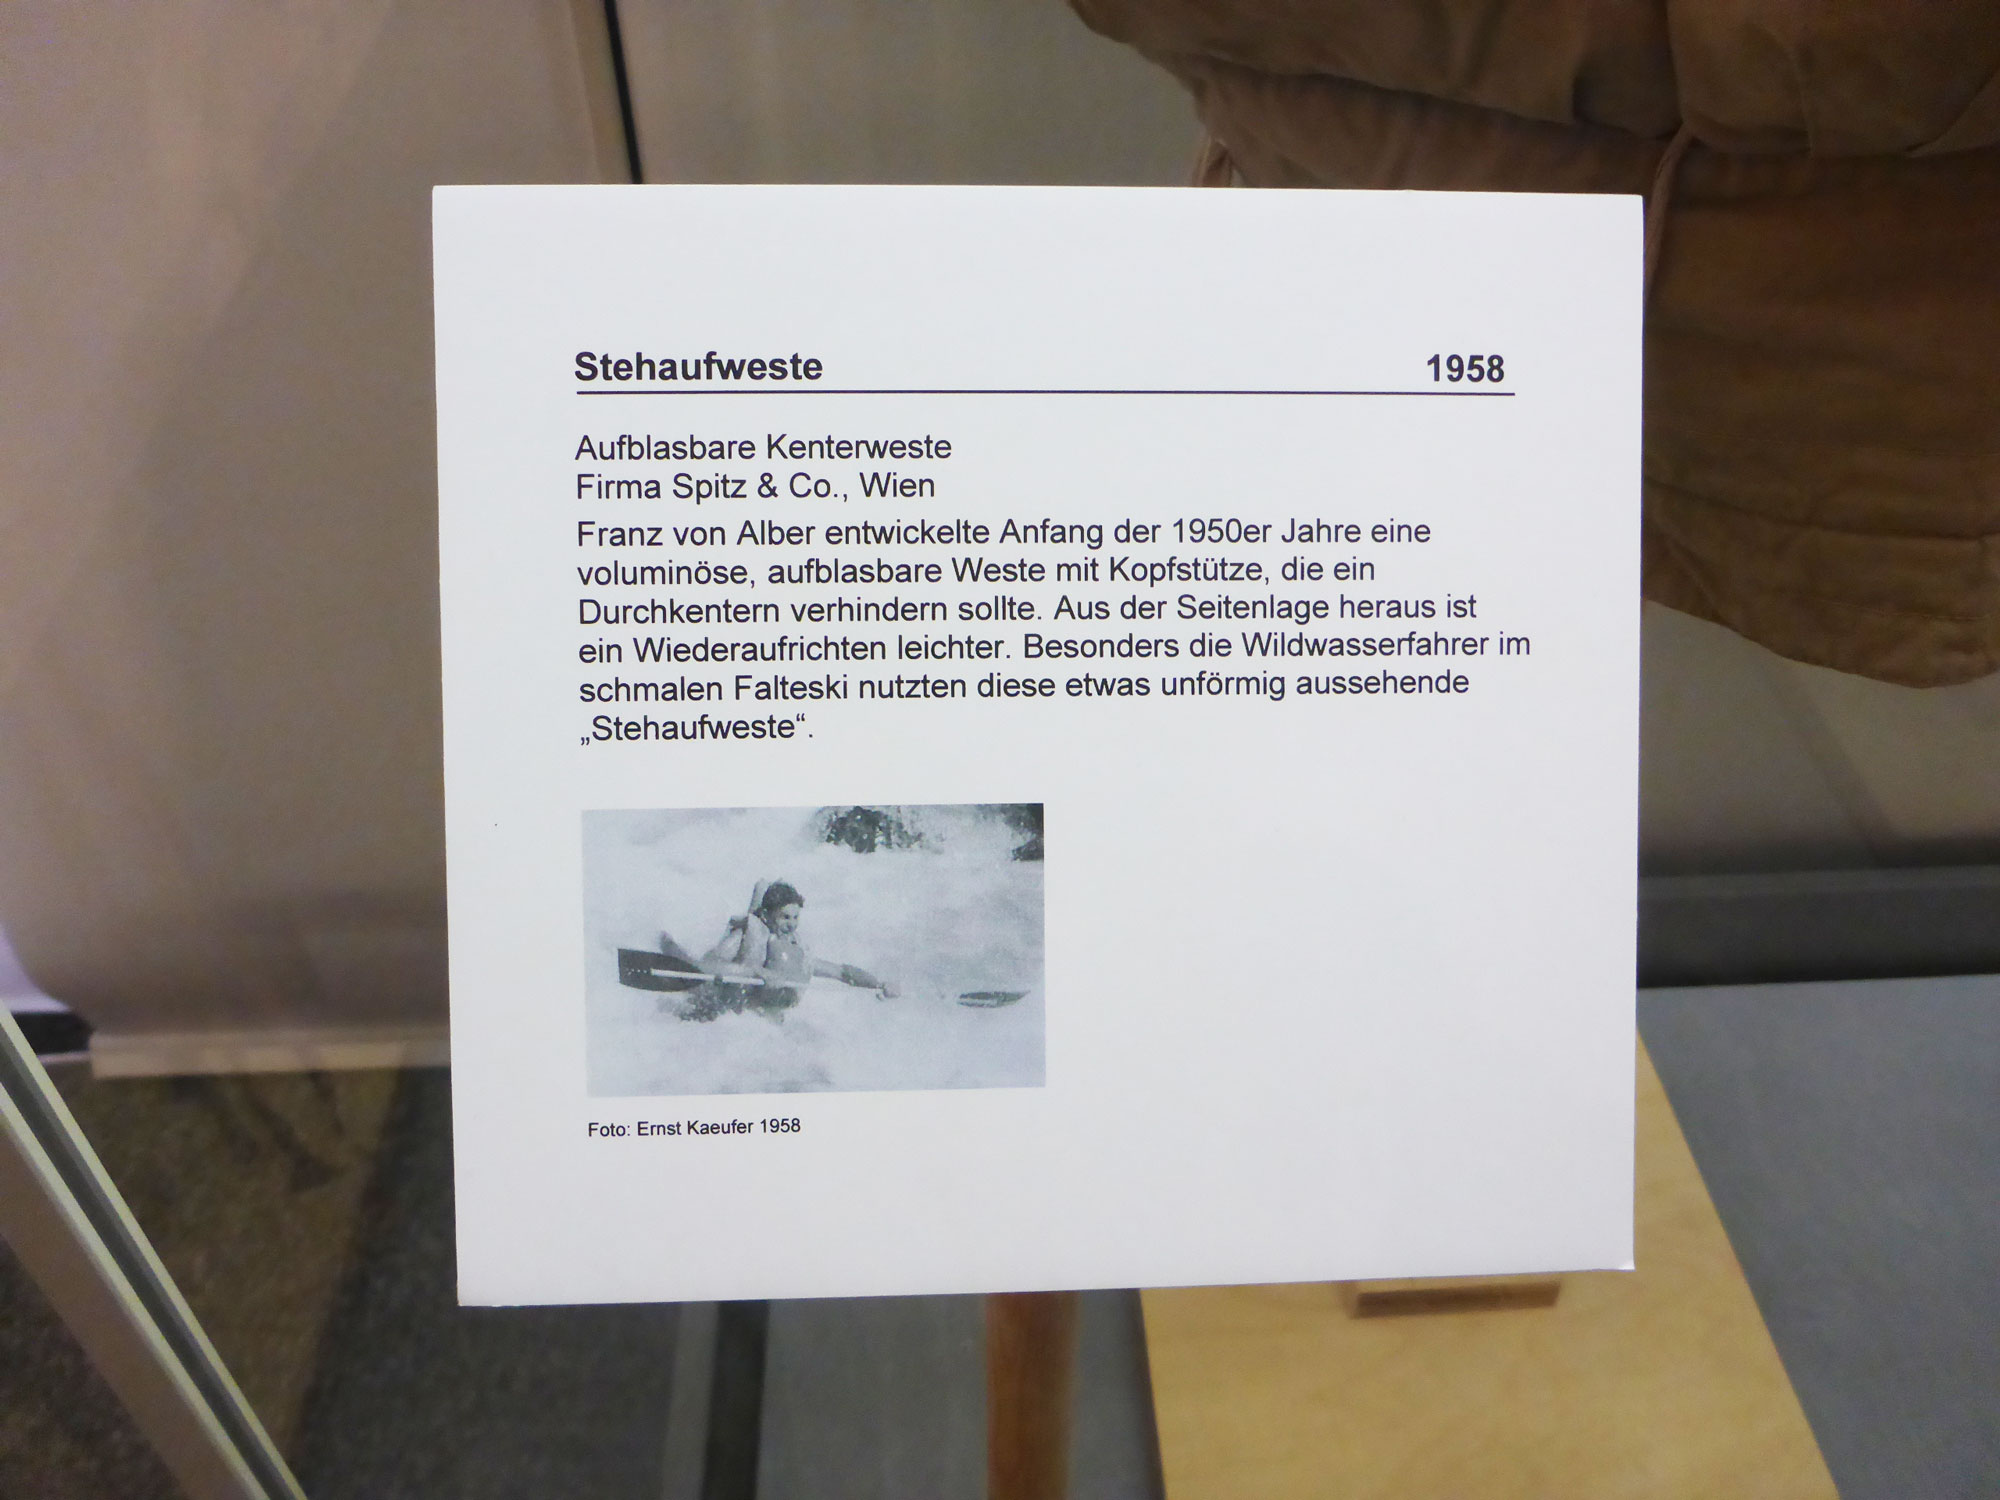 Stehaufweste 1958
Aufblasbare Kenterweste
Firma Spitz & Co., Wien
Franz von Alber entwickelte Anfang der 1950er Jahre eine
voluminöse, aufblasbare Weste mit Kopfstütze, die ein
Durchkentern verhindern sollte. Aus der Seitenlage heraus ist
ein Wiederaufrichten leichter. Besonders die Wildwasserfahrer im
schmalen Falteski nutzten diese etwas unförmig aussehende
„Stehaufweste“.
Foto: Ernst Kaeufer 1958